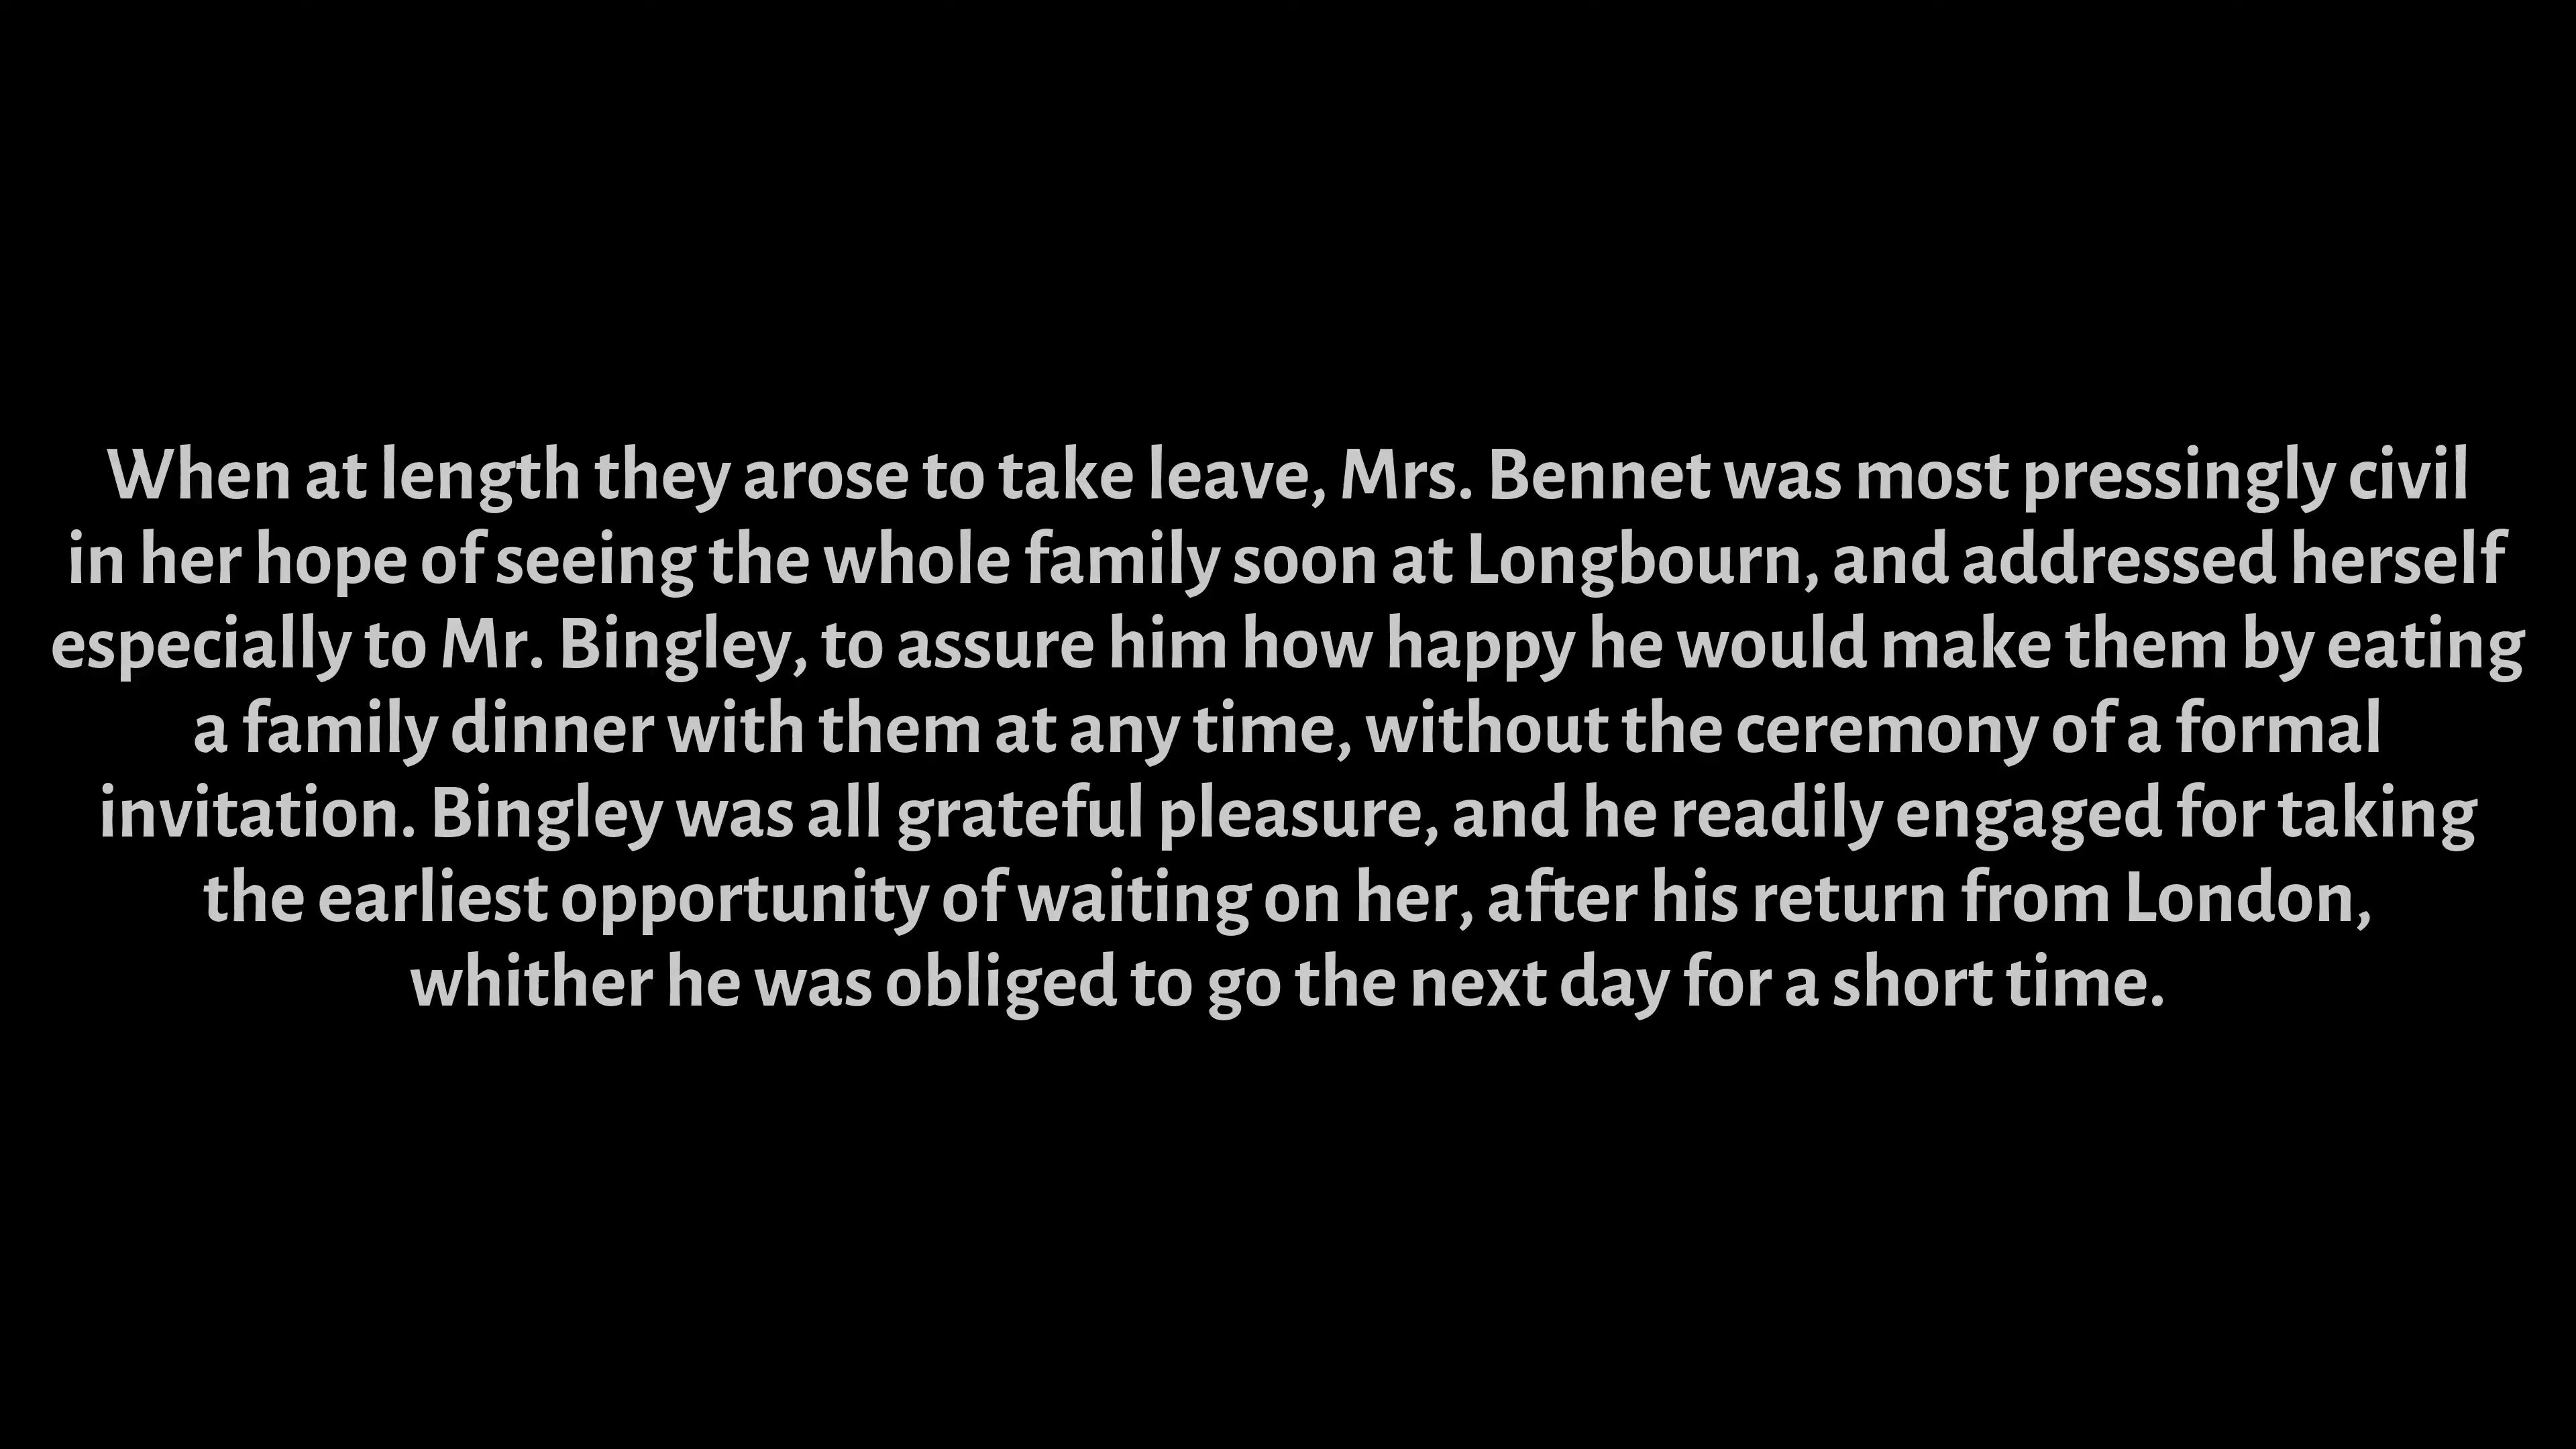 When at length they arose to take leave, Mrs. Bennet was most pressingly civil
in her hope of seeing the whole family soon at Longbourn, and addressed herself
especially to Mr. Bingley, to assure him how happy he would make them by eating
a family dinner with them at any time, without the ceremony of a formal
invitation. Bingley was all grateful pleasure, and he readily engaged for taking
the earliest opportunity of waiting on her, after his return from London,
whither he was obliged to go the next day for a short time.